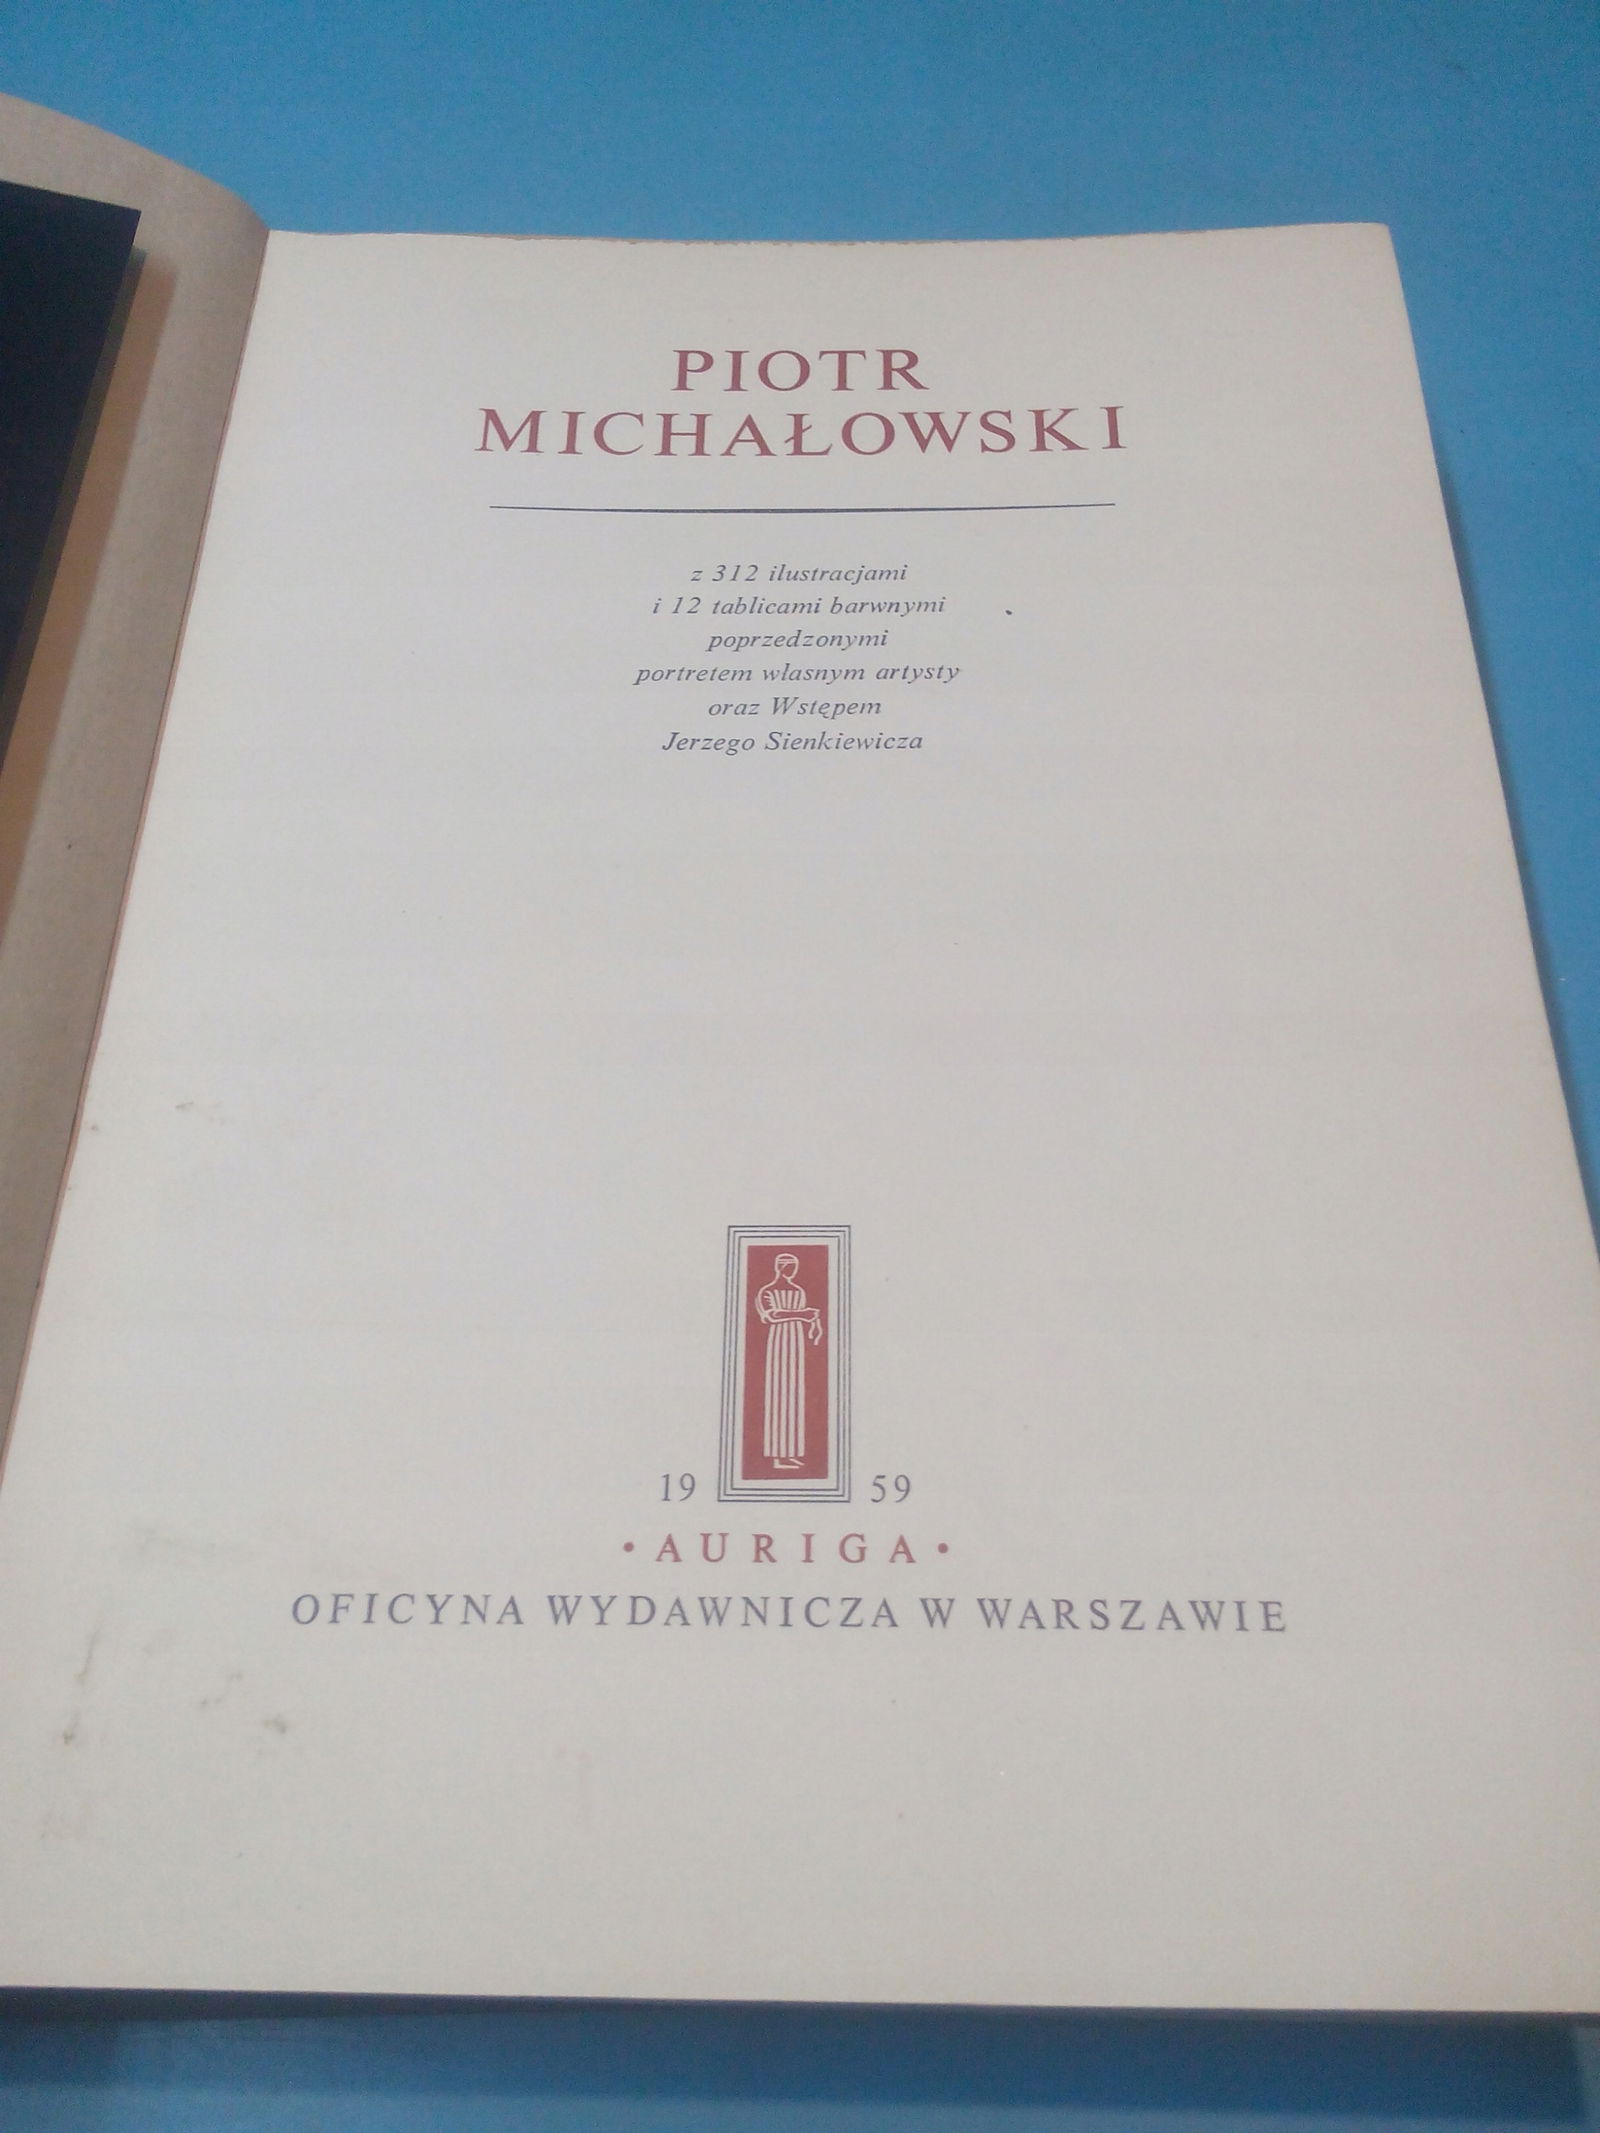 PIOTR
MICHAŁOWSKI
z 312 ilustracjami
i 12 tablicami barwnymi
poprzedzonymi
portretem własnym artysty
oraz Wstępem
Jerzego Sienkiewicza
19 59
• AURIGA •
OFICYNA WYDAWNICZA W WARSZAWIE